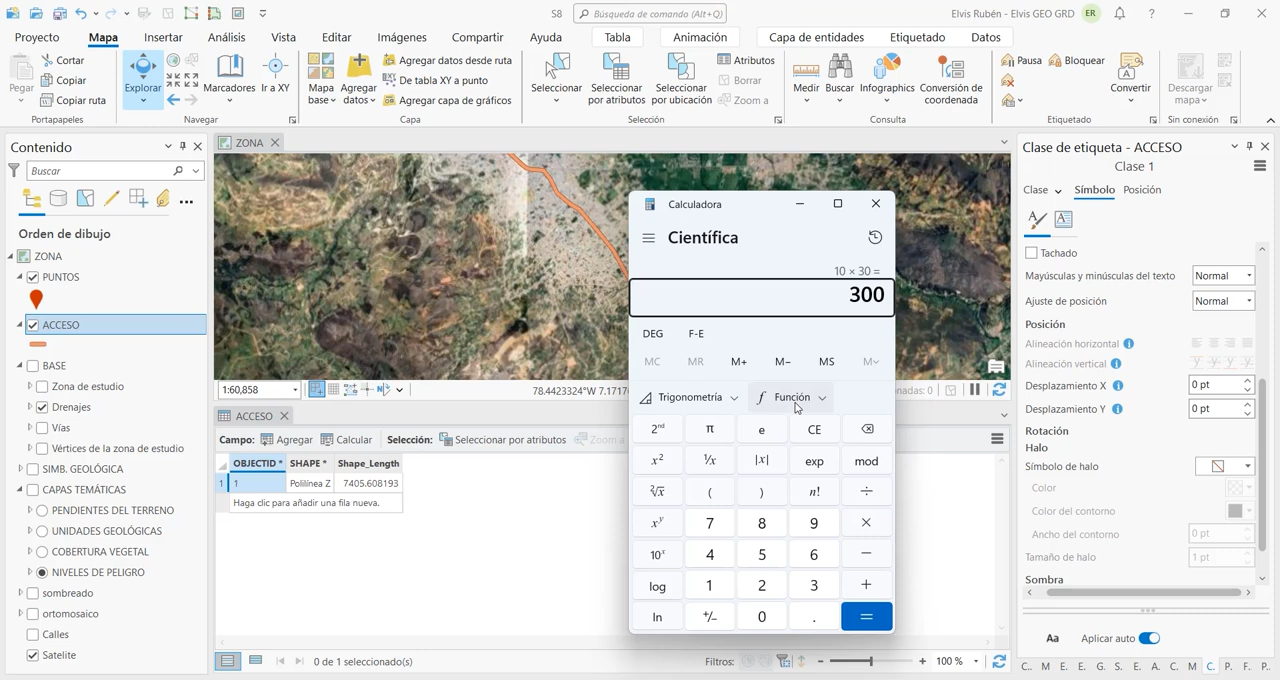 S8
Búsqueda de comando (Alt+Q)
Elvis Rubén - Elvis GEO GRD
ER
?
Proyecto
Mapa
Insertar
Análisis
Vista
Editar
Imágenes
Compartir
Ayuda
Tabla
Animación
Capa de entidades
Etiquetado
Datos
Pegar
Cortar
Copiar
Copiar ruta
Portapapeles
Explorar
Marcadores
Ir a XY
Navegar
Mapa base
Agregar datos
Agregar datos desde ruta
De tabla XY a punto
Agregar capa de gráficos
Capa
Seleccionar
Seleccionar por atributos
Seleccionar por ubicación
Atributos
Borrar
Zoom a
Selección
Medir
Buscar
Infographics
Conversión de coordenada
Consulta
Pausa
Bloquear
Convertir
Etiquetado
Descargar mapa
Sin conexión
Contenido
Buscar
Orden de dibujo
ZONA
PUNTOS
ACCESO
BASE
Zona de estudio
Drenajes
Vías
Vértices de la zona de estudio
SIMB. GEOLÓGICA
CAPAS TEMÁTICAS
PENDIENTES DEL TERRENO
UNIDADES GEOLÓGICAS
COBERTURA VEGETAL
NIVELES DE PELIGRO
sombreado
ortomosaico
Calles
Satelite
ZONA
1:60,858
78.4423324°W 7.1717
nadas: 0
ACCESO
Campo:
Agregar
Calcular
Selección:
Seleccionar por atributos
Zoom a
OBJECTID *
SHAPE *
Shape_Length
1
1
Polilínea Z
7405.608193
Haga clic para añadir una fila nueva.
0 de 1 seleccionado(s)
Filtros:
100 %
Calculadora
Científica
10 × 30 =
300
DEG
F-E
MC
MR
M+
M−
MS
M
Trigonometría
Función
2nd
π
e
CE
x²
¹/x
|x|
exp
mod
²√x
(
)
n!
÷
xʸ
7
8
9
×
10ˣ
4
5
6
−
log
1
2
3
+
ln
+/−
0
.
=
Clase de etiqueta - ACCESO
Clase 1
Clase
Símbolo
Posición
Tachado
Mayúsculas y minúsculas del texto
Normal
Ajuste de posición
Normal
Posición
Alineación horizontal
Alineación vertical
Desplazamiento X
0 pt
Desplazamiento Y
0 pt
Rotación
Halo
Símbolo de halo
Color
Color del contorno
Ancho del contorno
0 pt
Tamaño de halo
1 pt
Sombra
Aa
Aplicar auto
C..
M
E..
E..
G.
S..
E..
A.
C..
M
C.
P..
F..
P..